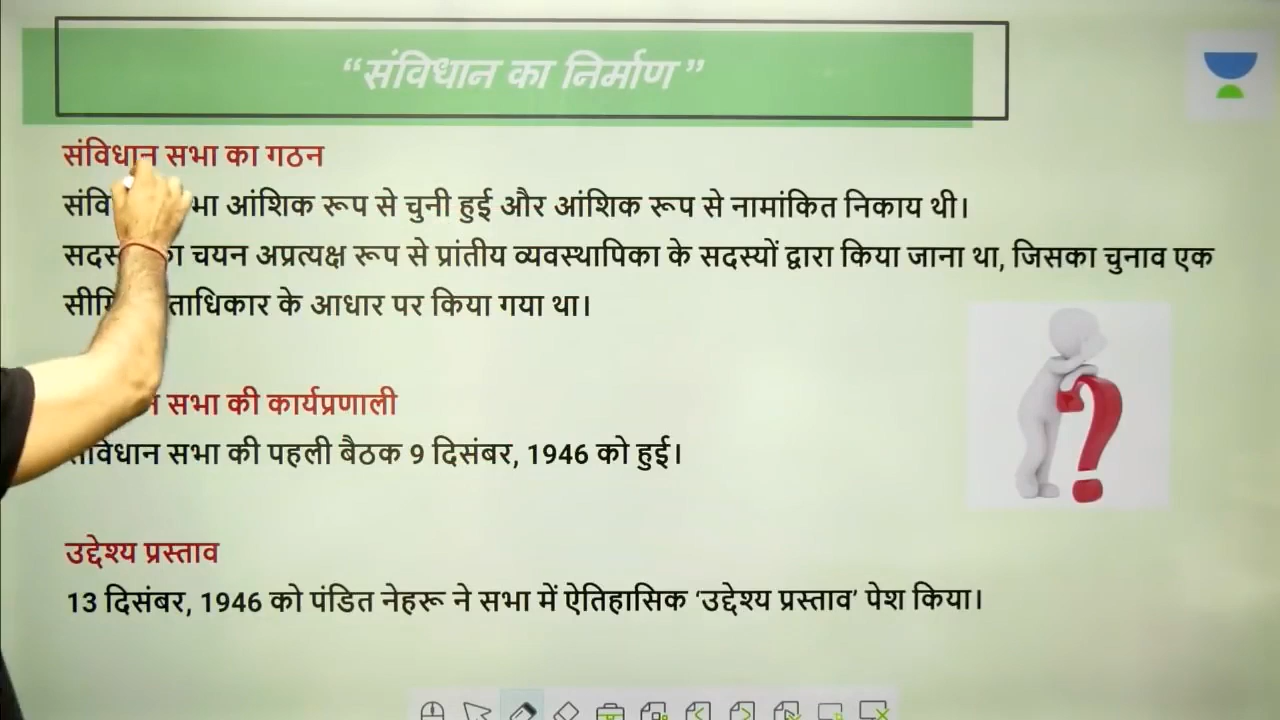 “संविधान का निर्माण”
संविधान सभा का गठन
भा आंशिक रूप से चुनी हुई और आंशिक रूप से नामांकित निकाय थी।
चयन अप्रत्यक्ष रूप से प्रांतीय व्यवस्थापिका के सदस्यों द्वारा किया जाना था, जिसका चुनाव एक
के आधार पर किया गया था।
सभा की कार्यप्रणाली
संविधान सभा की पहली बैठक 9 दिसंबर, 1946 को हुई।
उद्देश्य प्रस्ताव
13 दिसंबर, 1946 को पंडित नेहरू ने सभा में ऐतिहासिक ‘उद्देश्य प्रस्ताव’ पेश किया।